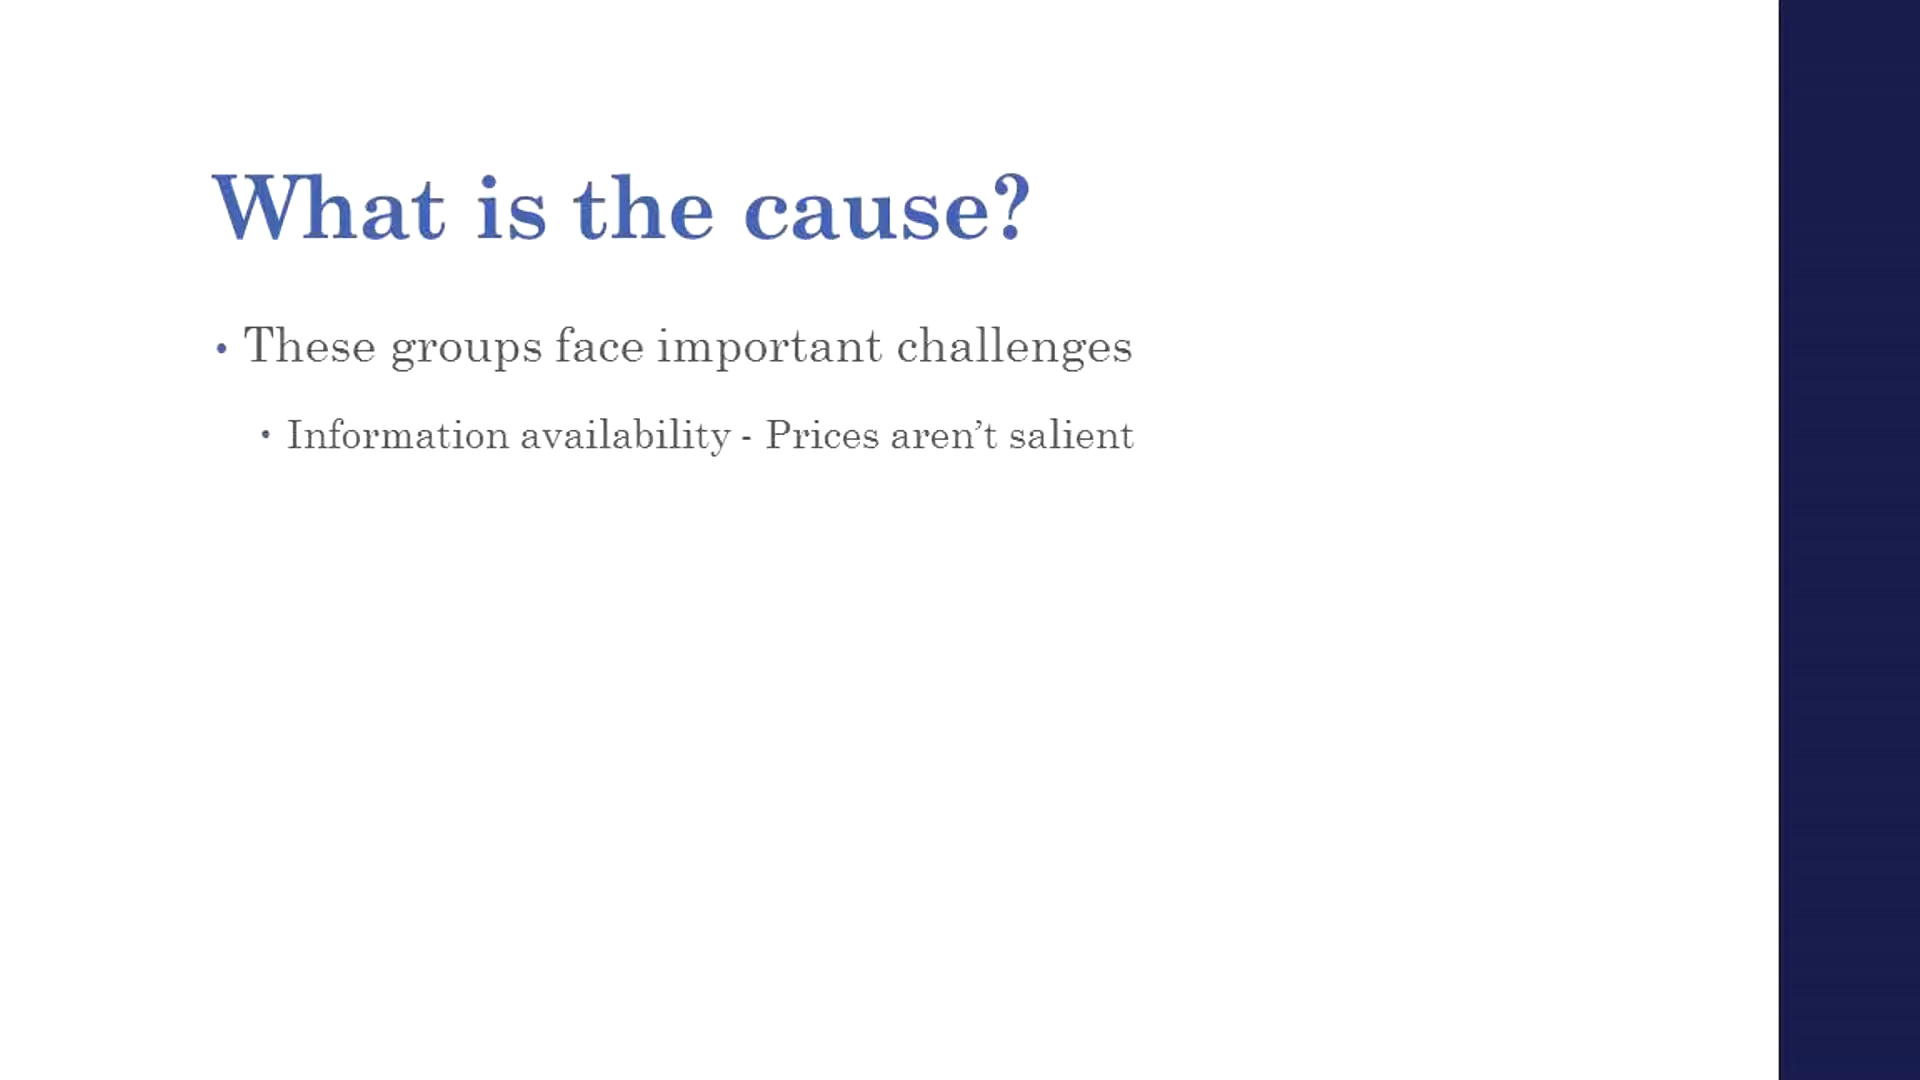 What is the cause?
• These groups face important challenges
• Information availability - Prices aren’t salient